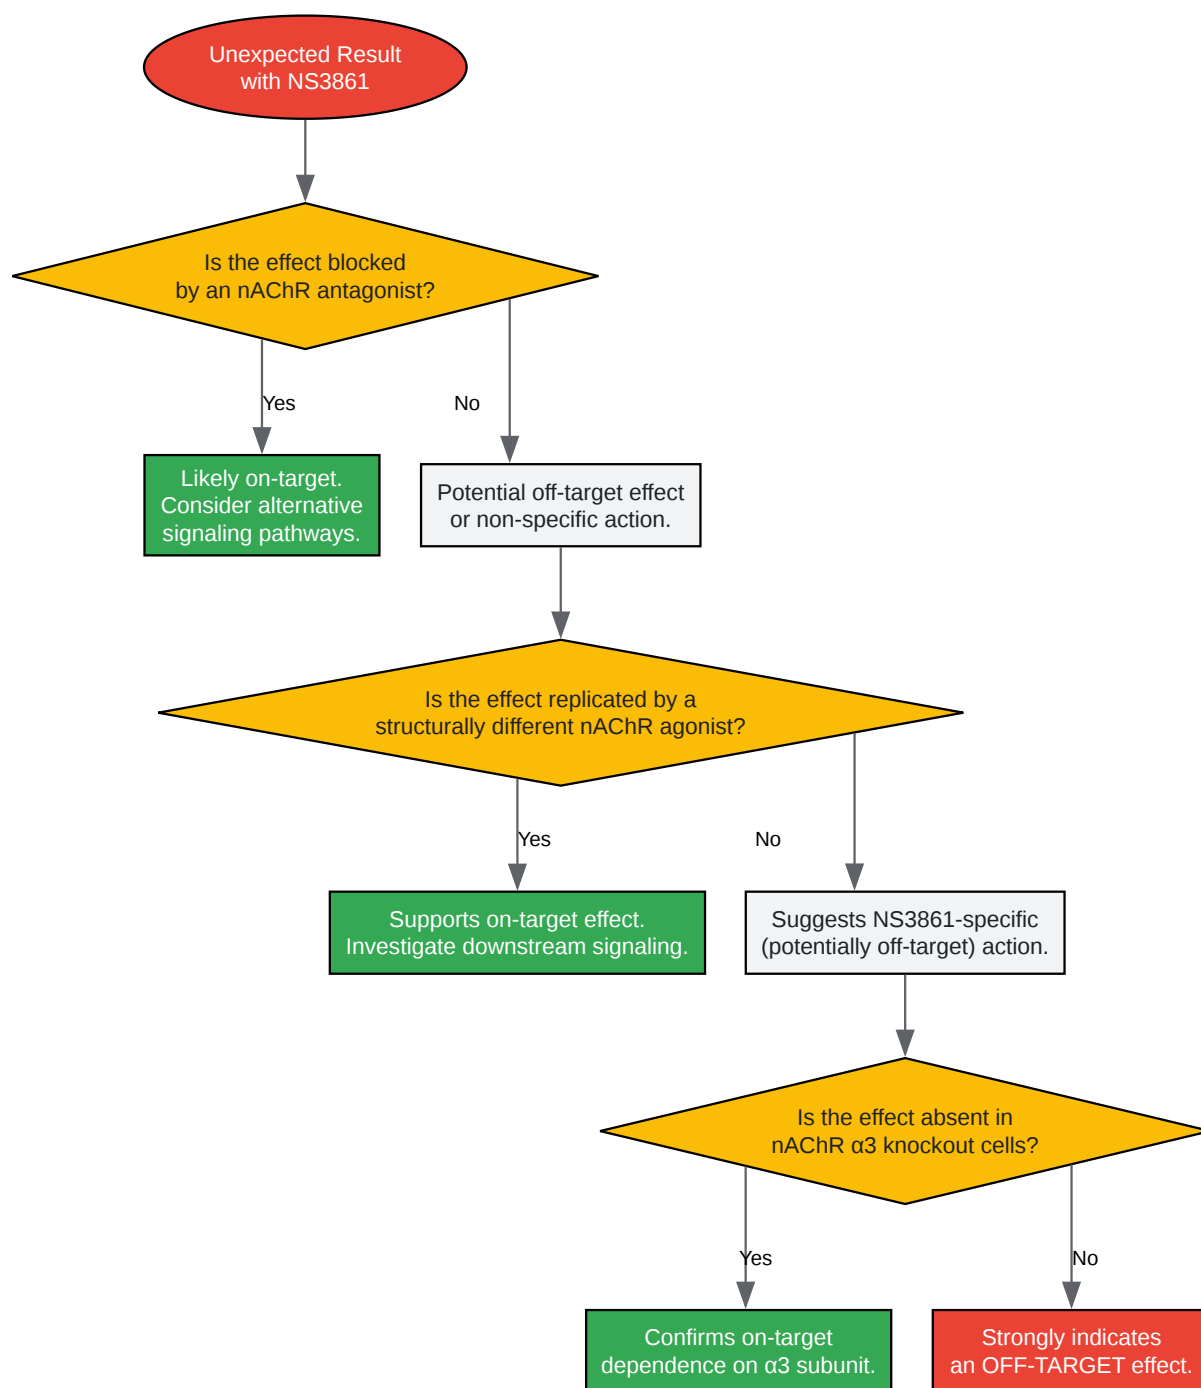 Unexpected Result
with NS3861
Is the effect blocked
by an nAChR antagonist?
Yes
No
Likely on-target.
Consider alternative
signaling pathways.
Potential off-target effect
or non-specific action.
Is the effect replicated by a
structurally different nAChR agonist?
Yes
No
Supports on-target effect.
Investigate downstream signaling.
Suggests NS3861-specific
(potentially off-target) action.
Is the effect absent in
nAChR α3 knockout cells?
Yes
No
Confirms on-target
dependence on α3 subunit.
Strongly indicates
an OFF-TARGET effect.